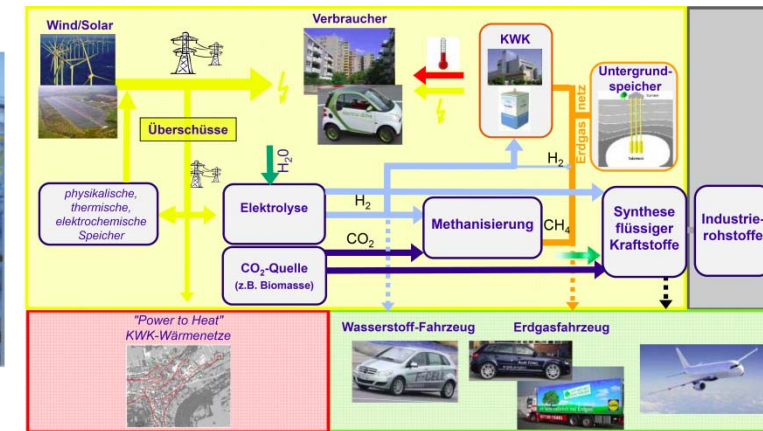 Wind/Solar
Verbraucher
KWK
Untergrund-
speicher
Überschüsse
Erdgas netz
H₂O
H₂
physikalische,
thermische,
elektrochemische
Speicher
Elektrolyse
H₂
Methanisierung
CH₄
Synthese
flüssiger
Kraftstoffe
Industrie-
rohstoffe
CO₂
CO₂-Quelle
(z.B. Biomasse)
"Power to Heat"
KWK-Wärmenetze
Wasserstoff-Fahrzeug
Erdgasfahrzeug
F-CELL